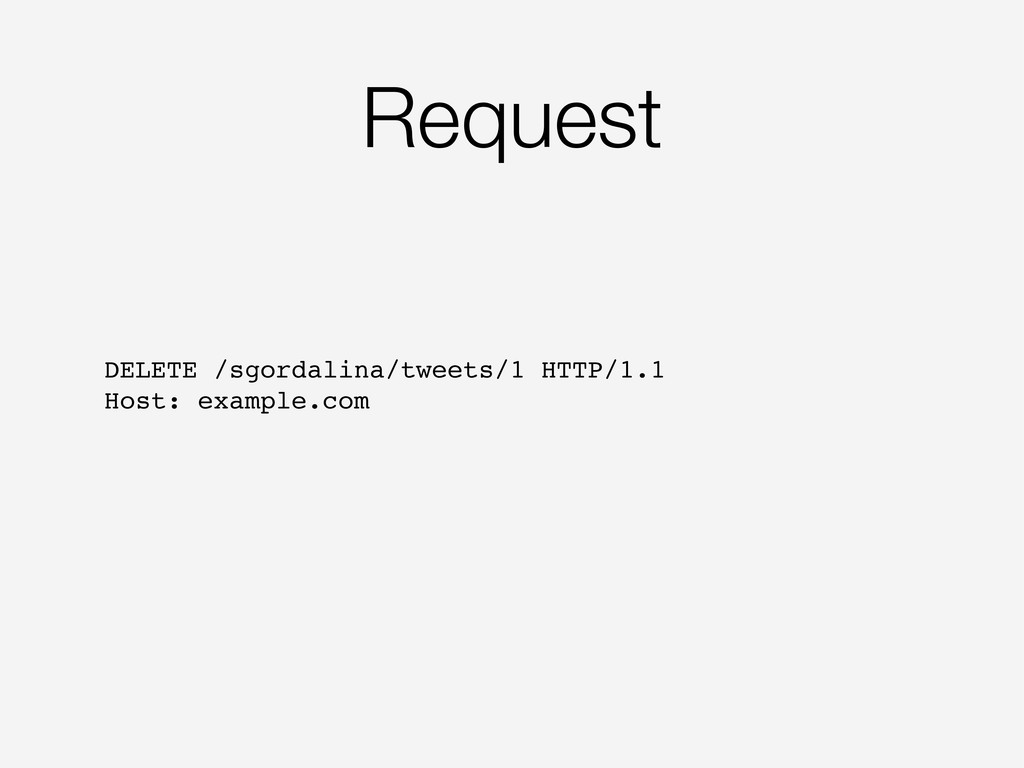 Request
DELETE /sgordalina/tweets/1 HTTP/1.1
Host: example.com